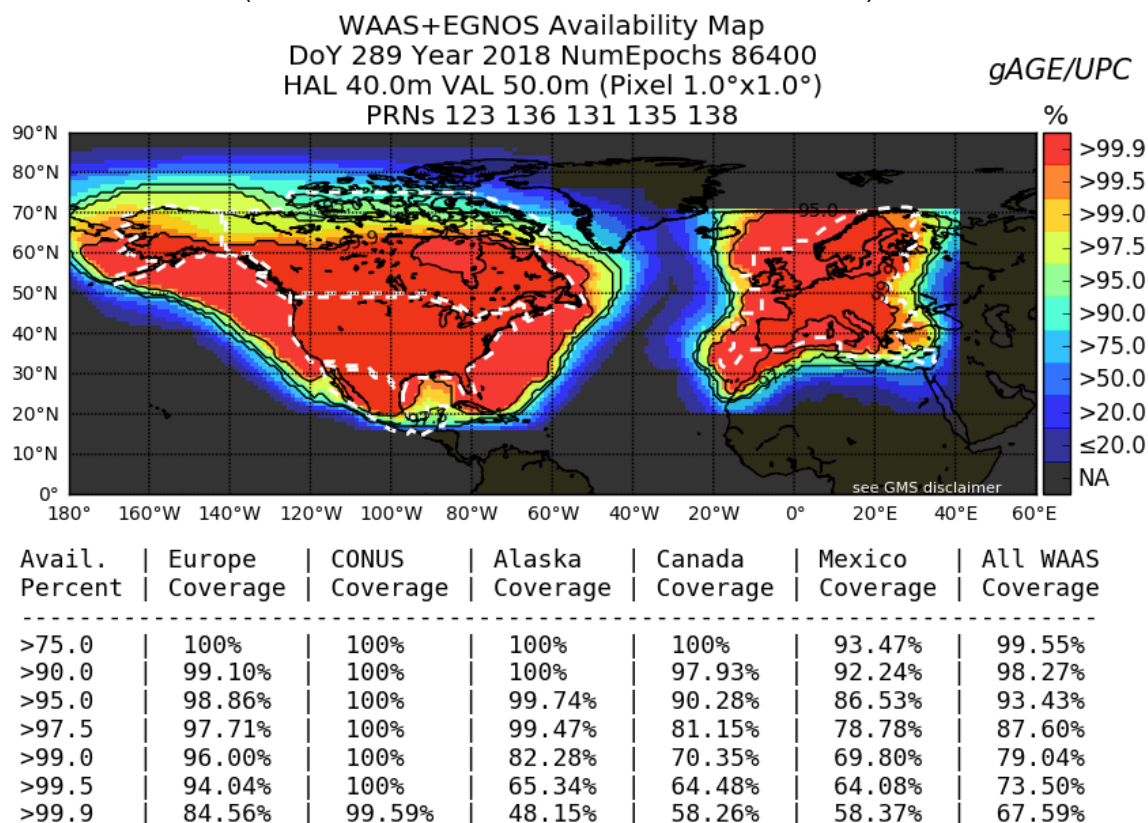 WAAS+EGNOS Availability Map
DoY 289 Year 2018 NumEpochs 86400
HAL 40.0m VAL 50.0m (Pixel 1.0°x1.0°)
PRNs 123 136 131 135 138
gAGE/UPC
%
90°N
80°N
70°N
60°N
50°N
40°N
30°N
20°N
10°N
0°
95.0
>99.9
>99.5
>99.0
>97.5
>95.0
>90.0
>75.0
>50.0
>20.0
≤20.0
NA
see GMS disclaimer
180° 160°W 140°W 120°W 100°W 80°W 60°W 40°W 20°W 0° 20°E 40°E 60°E
Avail. | Europe | CONUS | Alaska | Canada | Mexico | All WAAS
Percent | Coverage | Coverage | Coverage | Coverage | Coverage | Coverage
>75.0 | 100% | 100% | 100% | 100% | 93.47% | 99.55%
>90.0 | 99.10% | 100% | 100% | 97.93% | 92.24% | 98.27%
>95.0 | 98.86% | 100% | 99.74% | 90.28% | 86.53% | 93.43%
>97.5 | 97.71% | 100% | 99.47% | 81.15% | 78.78% | 87.60%
>99.0 | 96.00% | 100% | 82.28% | 70.35% | 69.80% | 79.04%
>99.5 | 94.04% | 100% | 65.34% | 64.48% | 64.08% | 73.50%
>99.9 | 84.56% | 99.59% | 48.15% | 58.26% | 58.37% | 67.59%